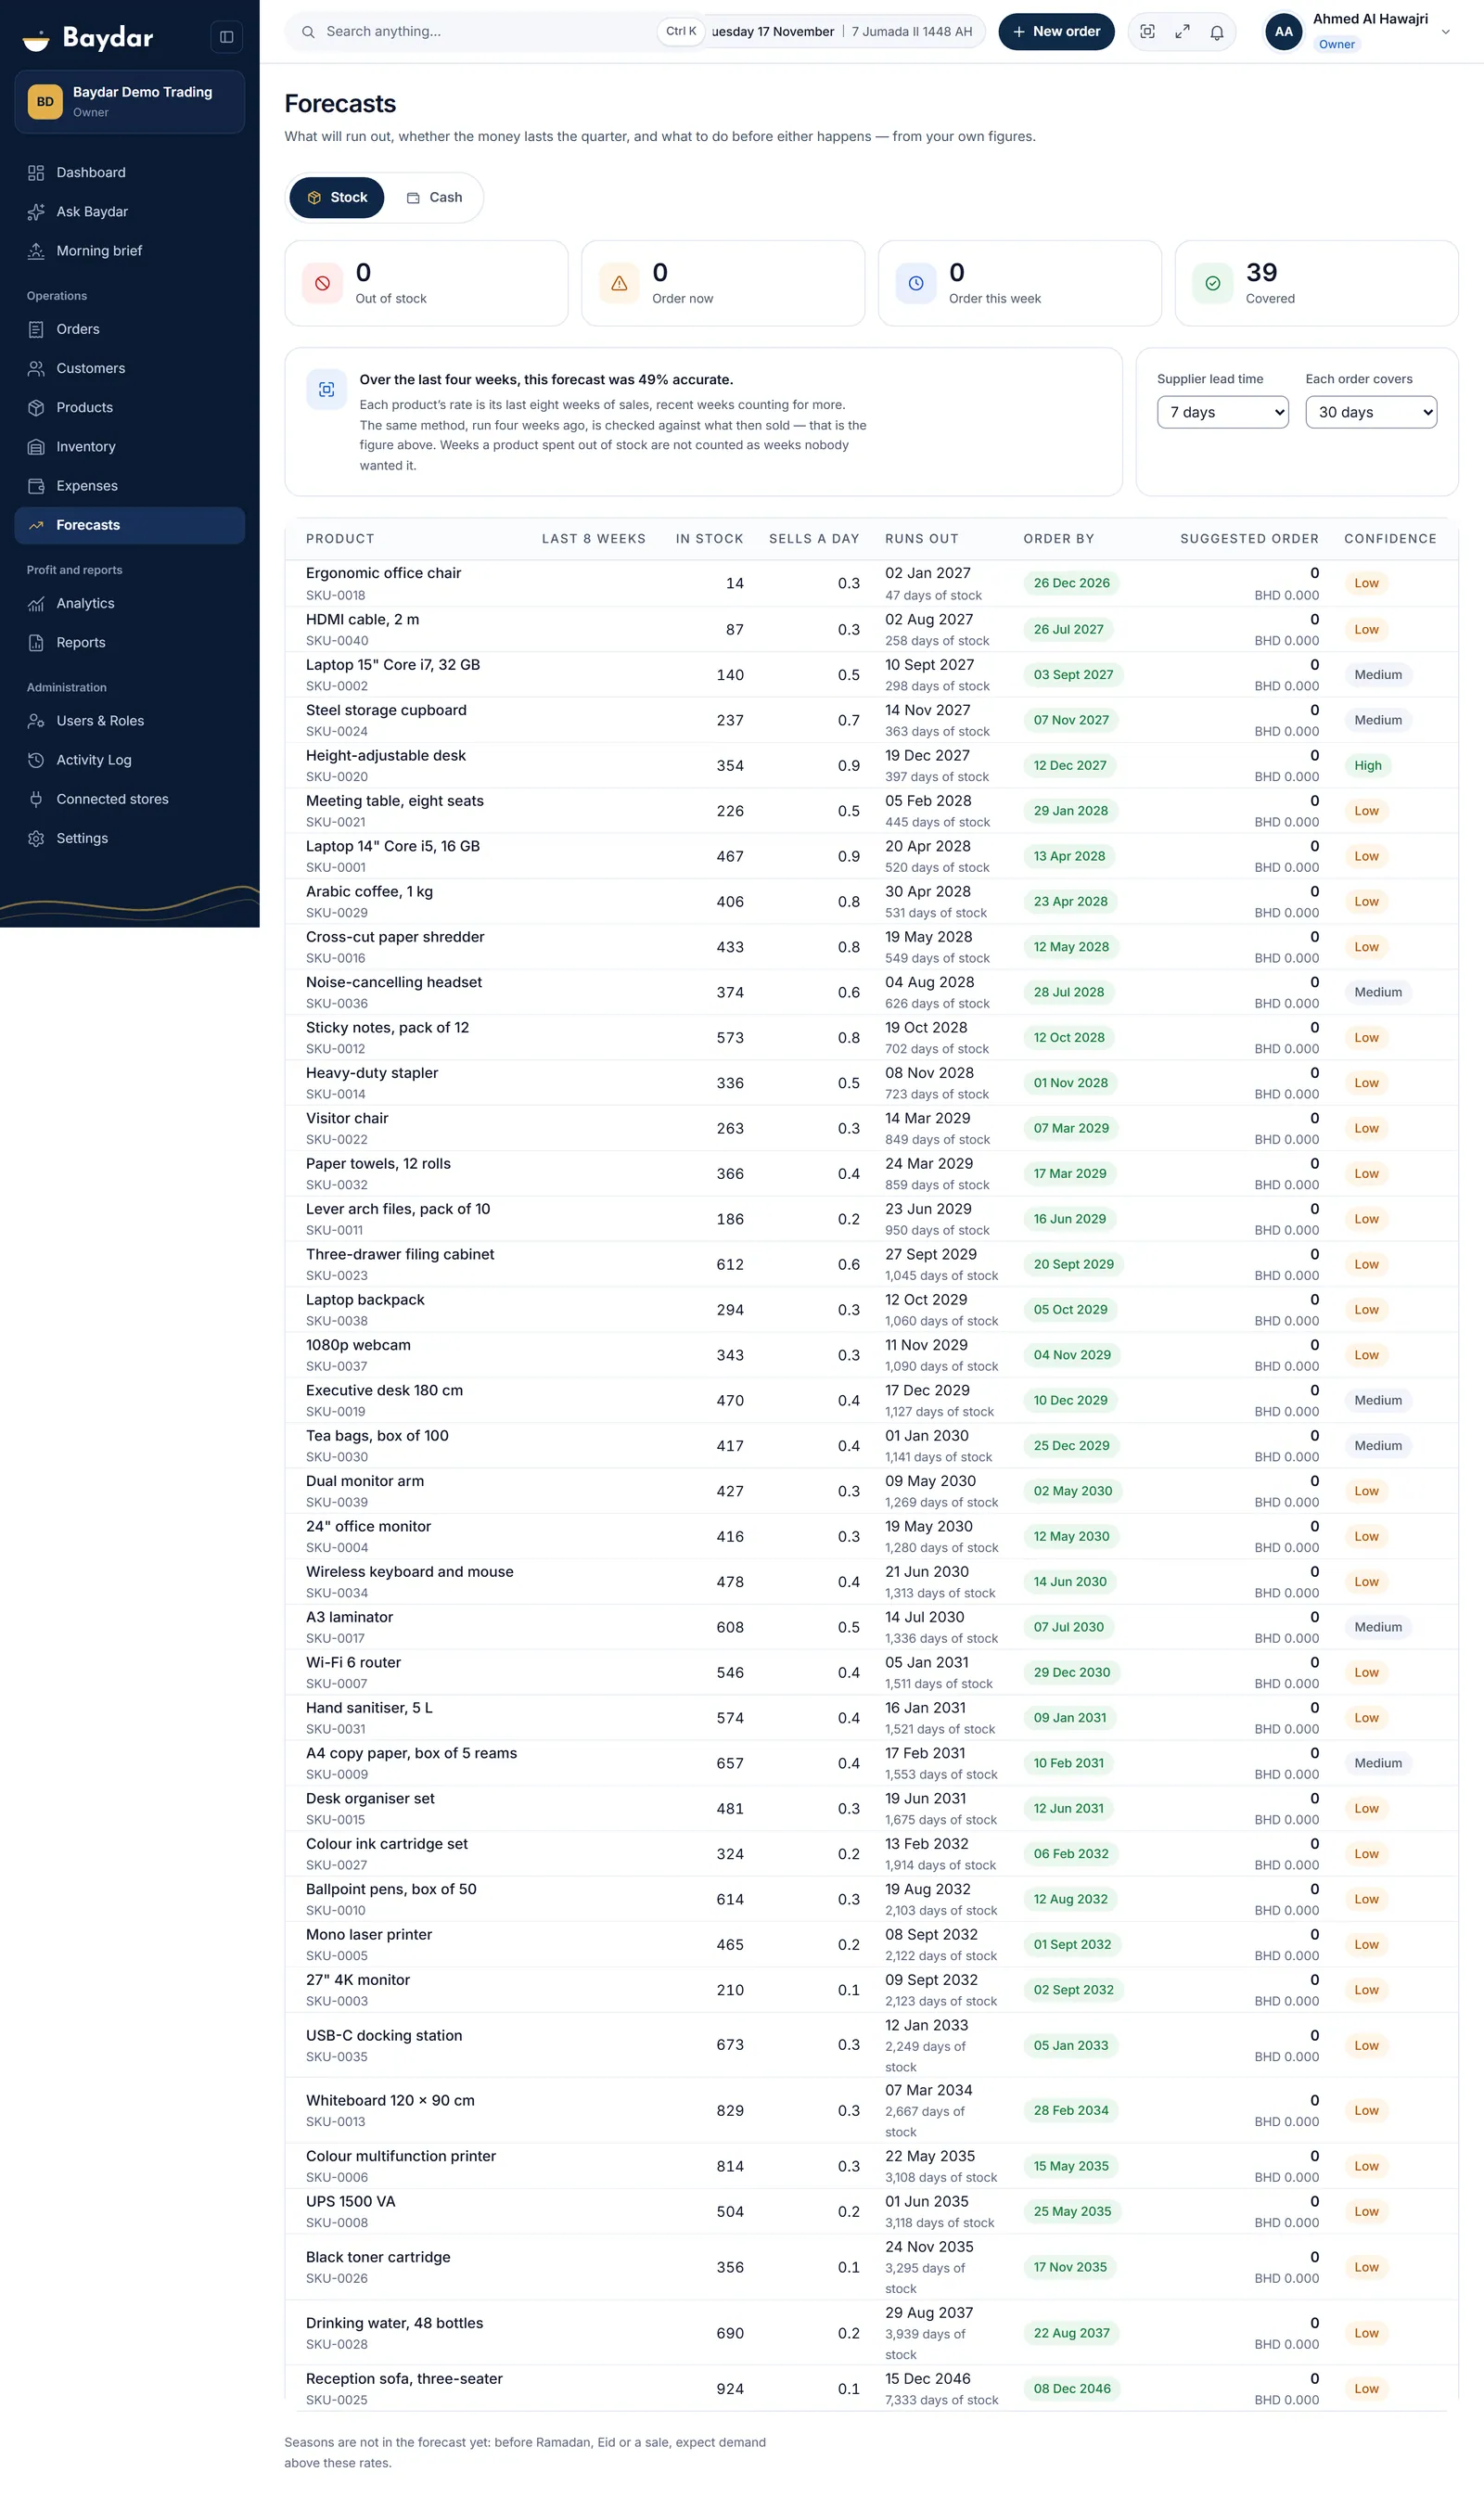 Baydar
BD
Baydar Demo Trading
Owner
Dashboard
Ask Baydar
Morning brief
Operations
Orders
Customers
Products
Inventory
Expenses
Forecasts
Profit and reports
Analytics
Reports
Administration
Users & Roles
Activity Log
Connected stores
Settings
Search anything...
Ctrl K
uesday 17 November | 7 Jumada II 1448 AH
+ New order
AA
Ahmed Al Hawajri
Owner
Forecasts
What will run out, whether the money lasts the quarter, and what to do before either happens — from your own figures.
Stock
Cash
0
Out of stock
0
Order now
0
Order this week
39
Covered
Over the last four weeks, this forecast was 49% accurate.
Each product’s rate is its last eight weeks of sales, recent weeks counting for more.
The same method, run four weeks ago, is checked against what then sold — that is the
figure above. Weeks a product spent out of stock are not counted as weeks nobody
wanted it.
Supplier lead time
7 days
Each order covers
30 days
PRODUCT LAST 8 WEEKS IN STOCK SELLS A DAY RUNS OUT ORDER BY SUGGESTED ORDER CONFIDENCE
Ergonomic office chair 14 0.3 02 Jan 2027 26 Dec 2026 0 Low
SKU-0018 47 days of stock BHD 0.000
HDMI cable, 2 m 87 0.3 02 Aug 2027 26 Jul 2027 0 Low
SKU-0040 258 days of stock BHD 0.000
Laptop 15" Core i7, 32 GB 140 0.5 10 Sept 2027 03 Sept 2027 0 Medium
SKU-0002 298 days of stock BHD 0.000
Steel storage cupboard 237 0.7 14 Nov 2027 07 Nov 2027 0 Medium
SKU-0024 363 days of stock BHD 0.000
Height-adjustable desk 354 0.9 19 Dec 2027 12 Dec 2027 0 High
SKU-0020 397 days of stock BHD 0.000
Meeting table, eight seats 226 0.5 05 Feb 2028 29 Jan 2028 0 Low
SKU-0021 445 days of stock BHD 0.000
Laptop 14" Core i5, 16 GB 467 0.9 20 Apr 2028 13 Apr 2028 0 Low
SKU-0001 520 days of stock BHD 0.000
Arabic coffee, 1 kg 406 0.8 30 Apr 2028 23 Apr 2028 0 Low
SKU-0029 531 days of stock BHD 0.000
Cross-cut paper shredder 433 0.8 19 May 2028 12 May 2028 0 Low
SKU-0016 549 days of stock BHD 0.000
Noise-cancelling headset 374 0.6 04 Aug 2028 28 Jul 2028 0 Medium
SKU-0036 626 days of stock BHD 0.000
Sticky notes, pack of 12 573 0.8 19 Oct 2028 12 Oct 2028 0 Low
SKU-0012 702 days of stock BHD 0.000
Heavy-duty stapler 336 0.5 08 Nov 2028 01 Nov 2028 0 Low
SKU-0014 723 days of stock BHD 0.000
Visitor chair 263 0.3 14 Mar 2029 07 Mar 2029 0 Low
SKU-0022 849 days of stock BHD 0.000
Paper towels, 12 rolls 366 0.4 24 Mar 2029 17 Mar 2029 0 Low
SKU-0032 859 days of stock BHD 0.000
Lever arch files, pack of 10 186 0.2 23 Jun 2029 16 Jun 2029 0 Low
SKU-0011 950 days of stock BHD 0.000
Three-drawer filing cabinet 612 0.6 27 Sept 2029 20 Sept 2029 0 Low
SKU-0023 1,045 days of stock BHD 0.000
Laptop backpack 294 0.3 12 Oct 2029 05 Oct 2029 0 Low
SKU-0038 1,060 days of stock BHD 0.000
1080p webcam 343 0.3 11 Nov 2029 04 Nov 2029 0 Low
SKU-0037 1,090 days of stock BHD 0.000
Executive desk 180 cm 470 0.4 17 Dec 2029 10 Dec 2029 0 Medium
SKU-0019 1,127 days of stock BHD 0.000
Tea bags, box of 100 417 0.4 01 Jan 2030 25 Dec 2029 0 Medium
SKU-0030 1,141 days of stock BHD 0.000
Dual monitor arm 427 0.3 09 May 2030 02 May 2030 0 Low
SKU-0039 1,269 days of stock BHD 0.000
24" office monitor 416 0.3 19 May 2030 12 May 2030 0 Low
SKU-0004 1,280 days of stock BHD 0.000
Wireless keyboard and mouse 478 0.4 21 Jun 2030 14 Jun 2030 0 Low
SKU-0034 1,313 days of stock BHD 0.000
A3 laminator 608 0.5 14 Jul 2030 07 Jul 2030 0 Medium
SKU-0017 1,336 days of stock BHD 0.000
Wi-Fi 6 router 546 0.4 05 Jan 2031 29 Dec 2030 0 Low
SKU-0007 1,511 days of stock BHD 0.000
Hand sanitiser, 5 L 574 0.4 16 Jan 2031 09 Jan 2031 0 Low
SKU-0031 1,521 days of stock BHD 0.000
A4 copy paper, box of 5 reams 657 0.4 17 Feb 2031 10 Feb 2031 0 Medium
SKU-0009 1,553 days of stock BHD 0.000
Desk organiser set 481 0.3 19 Jun 2031 12 Jun 2031 0 Low
SKU-0015 1,675 days of stock BHD 0.000
Colour ink cartridge set 324 0.2 13 Feb 2032 06 Feb 2032 0 Low
SKU-0027 1,914 days of stock BHD 0.000
Ballpoint pens, box of 50 614 0.3 19 Aug 2032 12 Aug 2032 0 Low
SKU-0010 2,103 days of stock BHD 0.000
Mono laser printer 465 0.2 08 Sept 2032 01 Sept 2032 0 Low
SKU-0005 2,122 days of stock BHD 0.000
27" 4K monitor 210 0.1 09 Sept 2032 02 Sept 2032 0 Low
SKU-0003 2,123 days of stock BHD 0.000
USB-C docking station 673 0.3 12 Jan 2033 05 Jan 2033 0 Low
SKU-0035 2,249 days of stock BHD 0.000
Whiteboard 120 × 90 cm 829 0.3 07 Mar 2034 28 Feb 2034 0 Low
SKU-0013 2,667 days of stock BHD 0.000
Colour multifunction printer 814 0.3 22 May 2035 15 May 2035 0 Low
SKU-0006 3,108 days of stock BHD 0.000
UPS 1500 VA 504 0.2 01 Jun 2035 25 May 2035 0 Low
SKU-0008 3,118 days of stock BHD 0.000
Black toner cartridge 356 0.1 24 Nov 2035 17 Nov 2035 0 Low
SKU-0026 3,295 days of stock BHD 0.000
Drinking water, 48 bottles 690 0.2 29 Aug 2037 22 Aug 2037 0 Low
SKU-0028 3,939 days of stock BHD 0.000
Reception sofa, three-seater 924 0.1 15 Dec 2046 08 Dec 2046 0 Low
SKU-0025 7,333 days of stock BHD 0.000
Seasons are not in the forecast yet: before Ramadan, Eid or a sale, expect demand
above these rates.